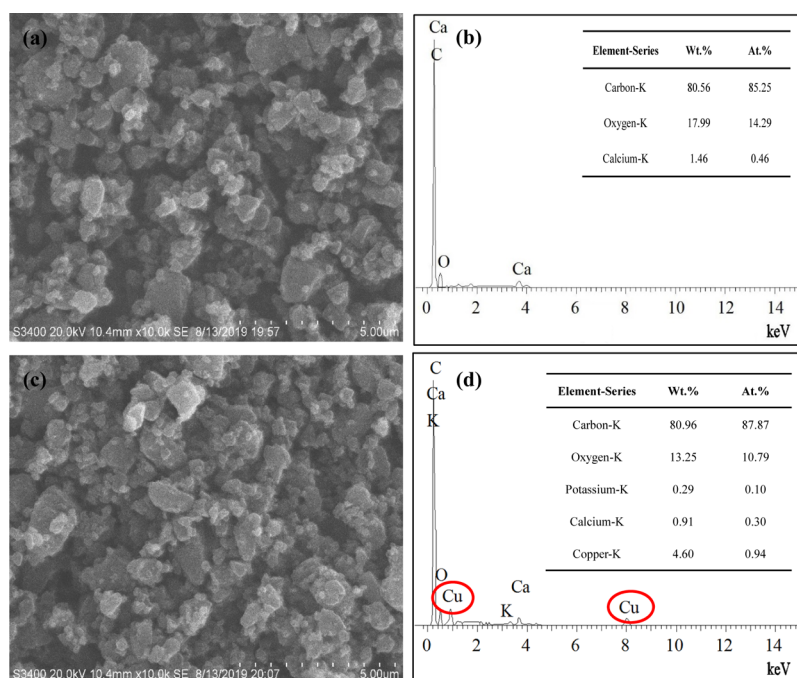 (a)
S3400 20.0kV 10.4mm x10.0k SE 8/13/2019 19:57 5.00um
(b)
Ca
C
O
Ca
Element-Series Wt.% At.%
Carbon-K 80.56 85.25
Oxygen-K 17.99 14.29
Calcium-K 1.46 0.46
0 2 4 6 8 10 12 14
keV
(c)
S3400 20.0kV 10.4mm x10.0k SE 8/13/2019 20:07 5.00um
(d)
C
Ca
K
O
Cu
K
Ca
Cu
Element-Series Wt.% At.%
Carbon-K 80.96 87.87
Oxygen-K 13.25 10.79
Potassium-K 0.29 0.10
Calcium-K 0.91 0.30
Copper-K 4.60 0.94
0 2 4 6 8 10 12 14
keV